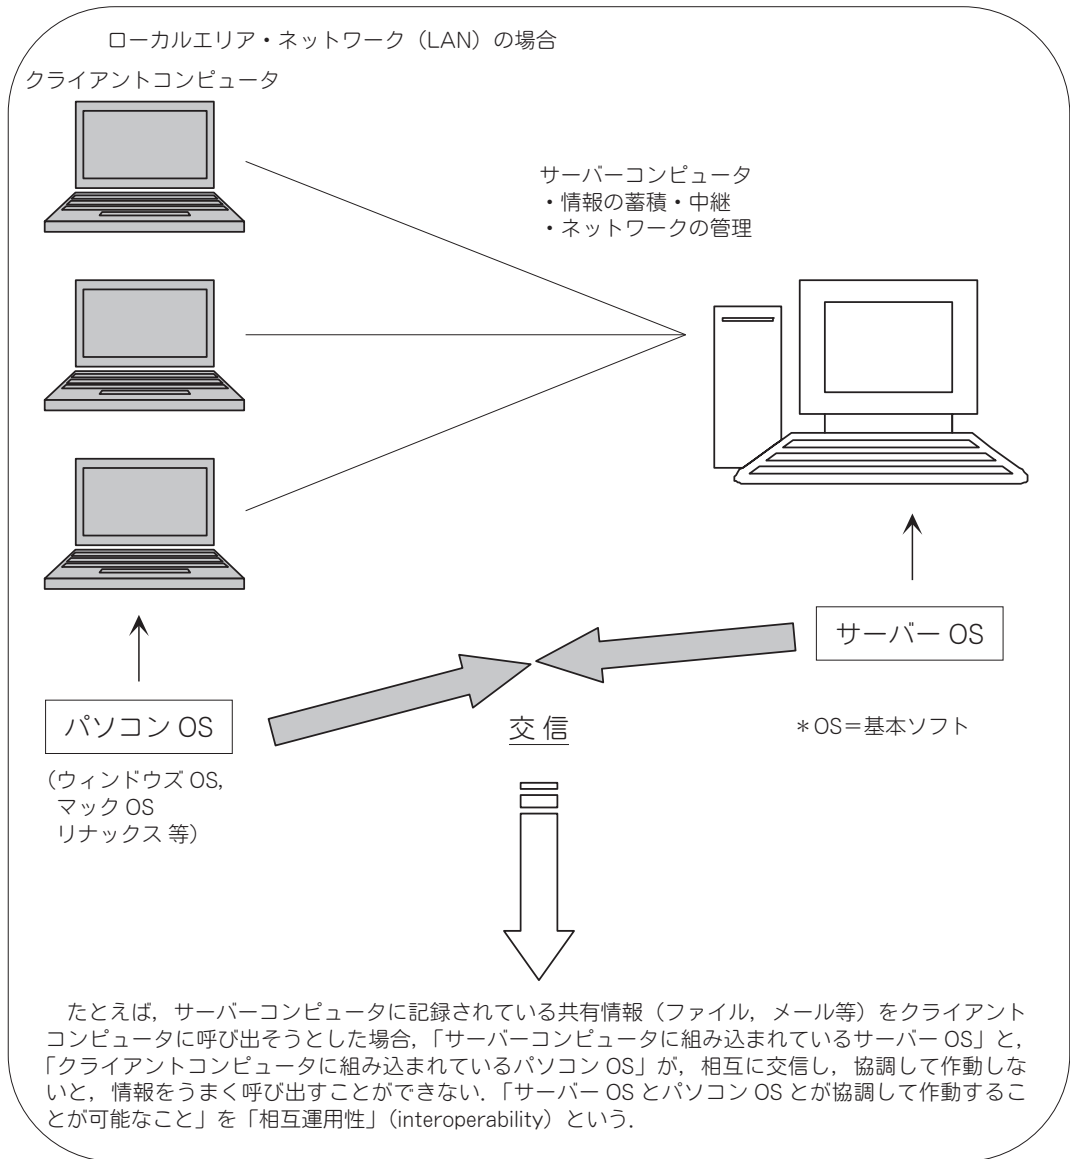 ローカルエリア・ネットワーク（LAN）の場合
クライアントコンピュータ
サーバーコンピュータ
・情報の蓄積・中継
・ネットワークの管理
サーバー OS
パソコン OS
交 信
＊OS＝基本ソフト
（ウィンドウズ OS,
マック OS
リナックス 等）
たとえば，サーバーコンピュータに記録されている共有情報（ファイル，メール等）をクライアント
コンピュータに呼び出そうとした場合，「サーバーコンピュータに組み込まれているサーバー OS」と，
「クライアントコンピュータに組み込まれているパソコン OS」が，相互に交信し，協調して作動しな
いと，情報をうまく呼び出すことができない．「サーバー OS とパソコン OS とが協調して作動するこ
とが可能なこと」を「相互運用性」（interoperability）という．